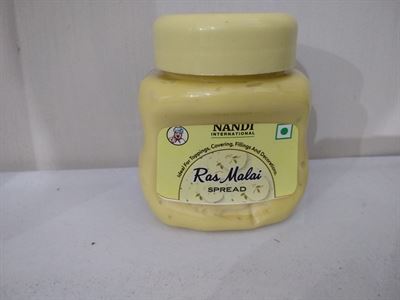 NANDI
INTERNATIONAL
Ideal For Toppings, Covering, Fillings And Decorations
Ras Malai
SPREAD